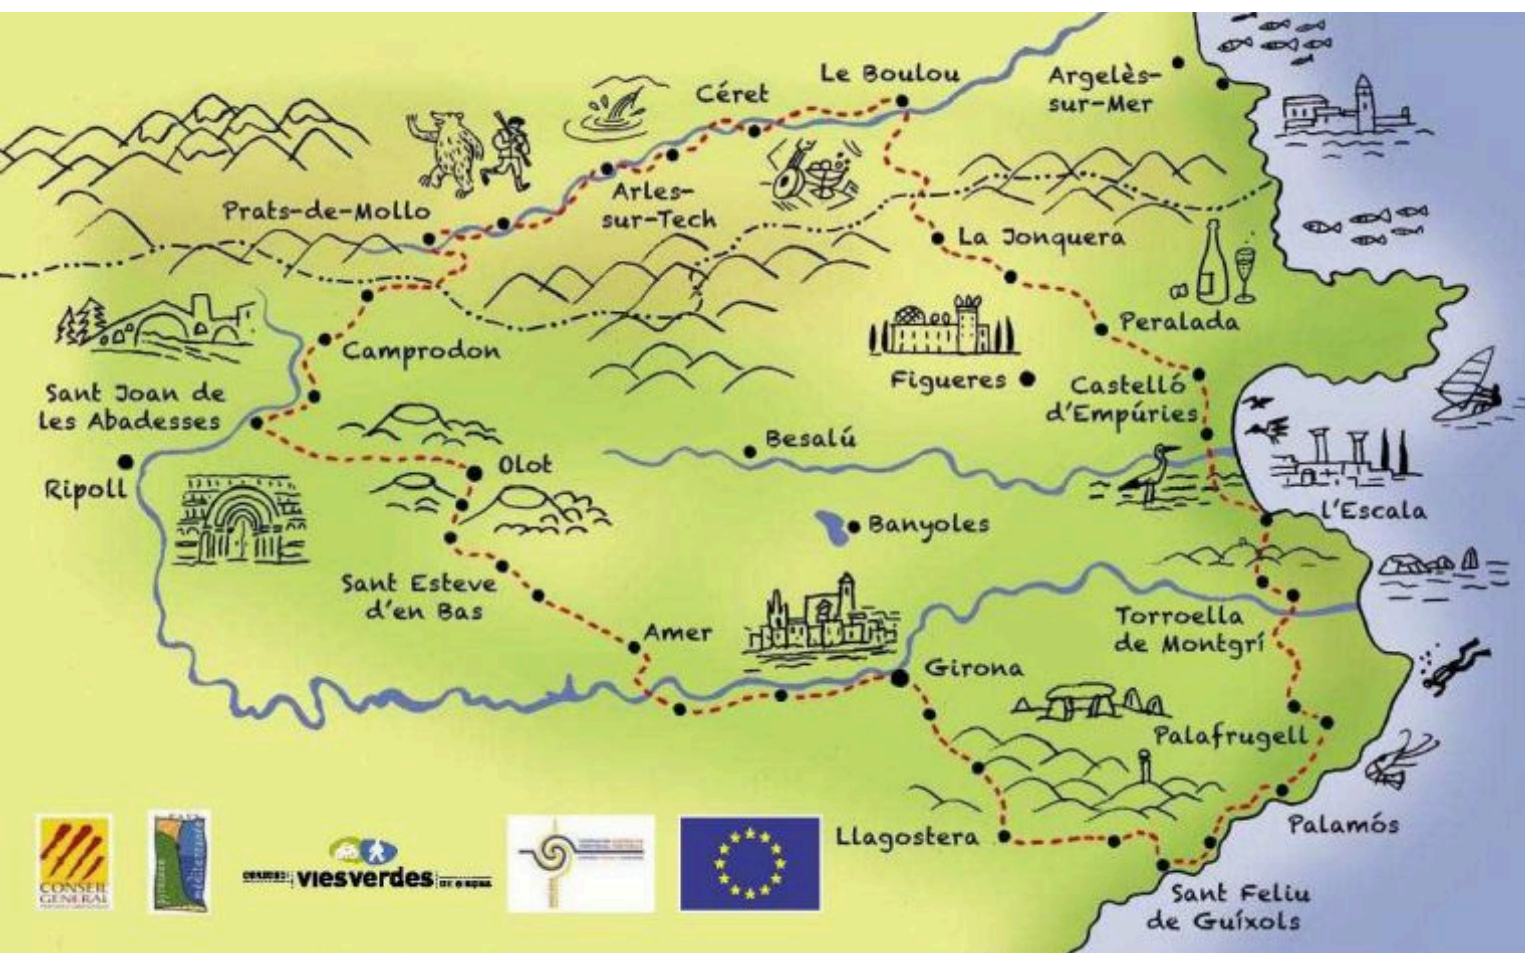 Le Boulou
Argelès-
sur-Mer
Céret
Prats-de-Mollo
Arles-
sur-Tech
La Jonquera
Peralada
Camprodon
Figueres
Castelló
d'Empúries
Sant Joan de
les Abadesses
Besalú
Olot
Ripoll
l'Escala
Banyoles
Sant Esteve
d'en Bas
Torroella
de Montgrí
Amer
Girona
Palafrugell
Palamós
Llagostera
Sant Feliu
de Guíxols
CONSEIL
GENERAL
viesverdes